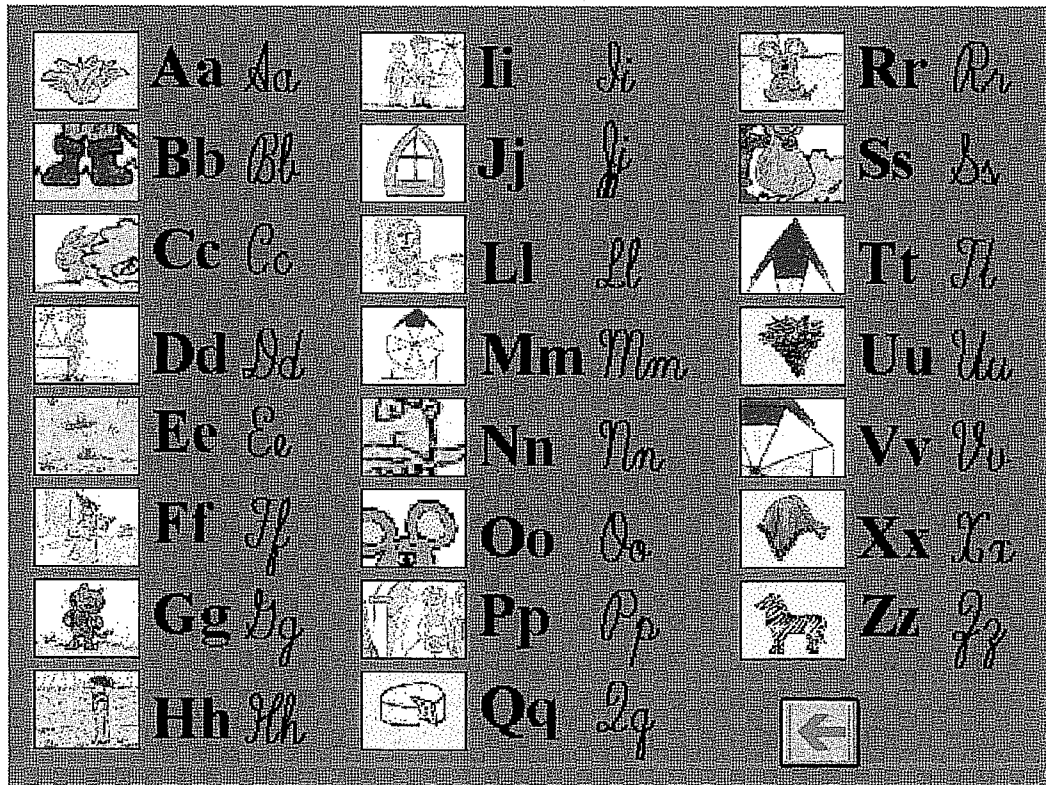 Aa Aa
Bb Bb
Cc Cc
Dd Dd
Ee Ee
Ff Ff
Gg Gg
Hh Hh
Ii Ii
Jj Jj
Ll Ll
Mm Mm
Nn Nn
Oo Oo
Pp Pp
Qq Qq
Rr Rr
Ss Ss
Tt Tt
Uu Uu
Vv Vv
Xx Xx
Zz Zz